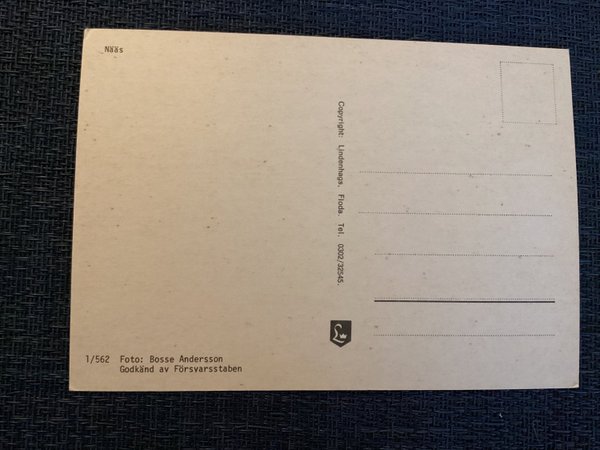 Nääs
Copyright: Lindenhags, Floda. Tel. 0302/32545.
1/562 Foto: Bosse Andersson
Godkänd av Försvarsstaben